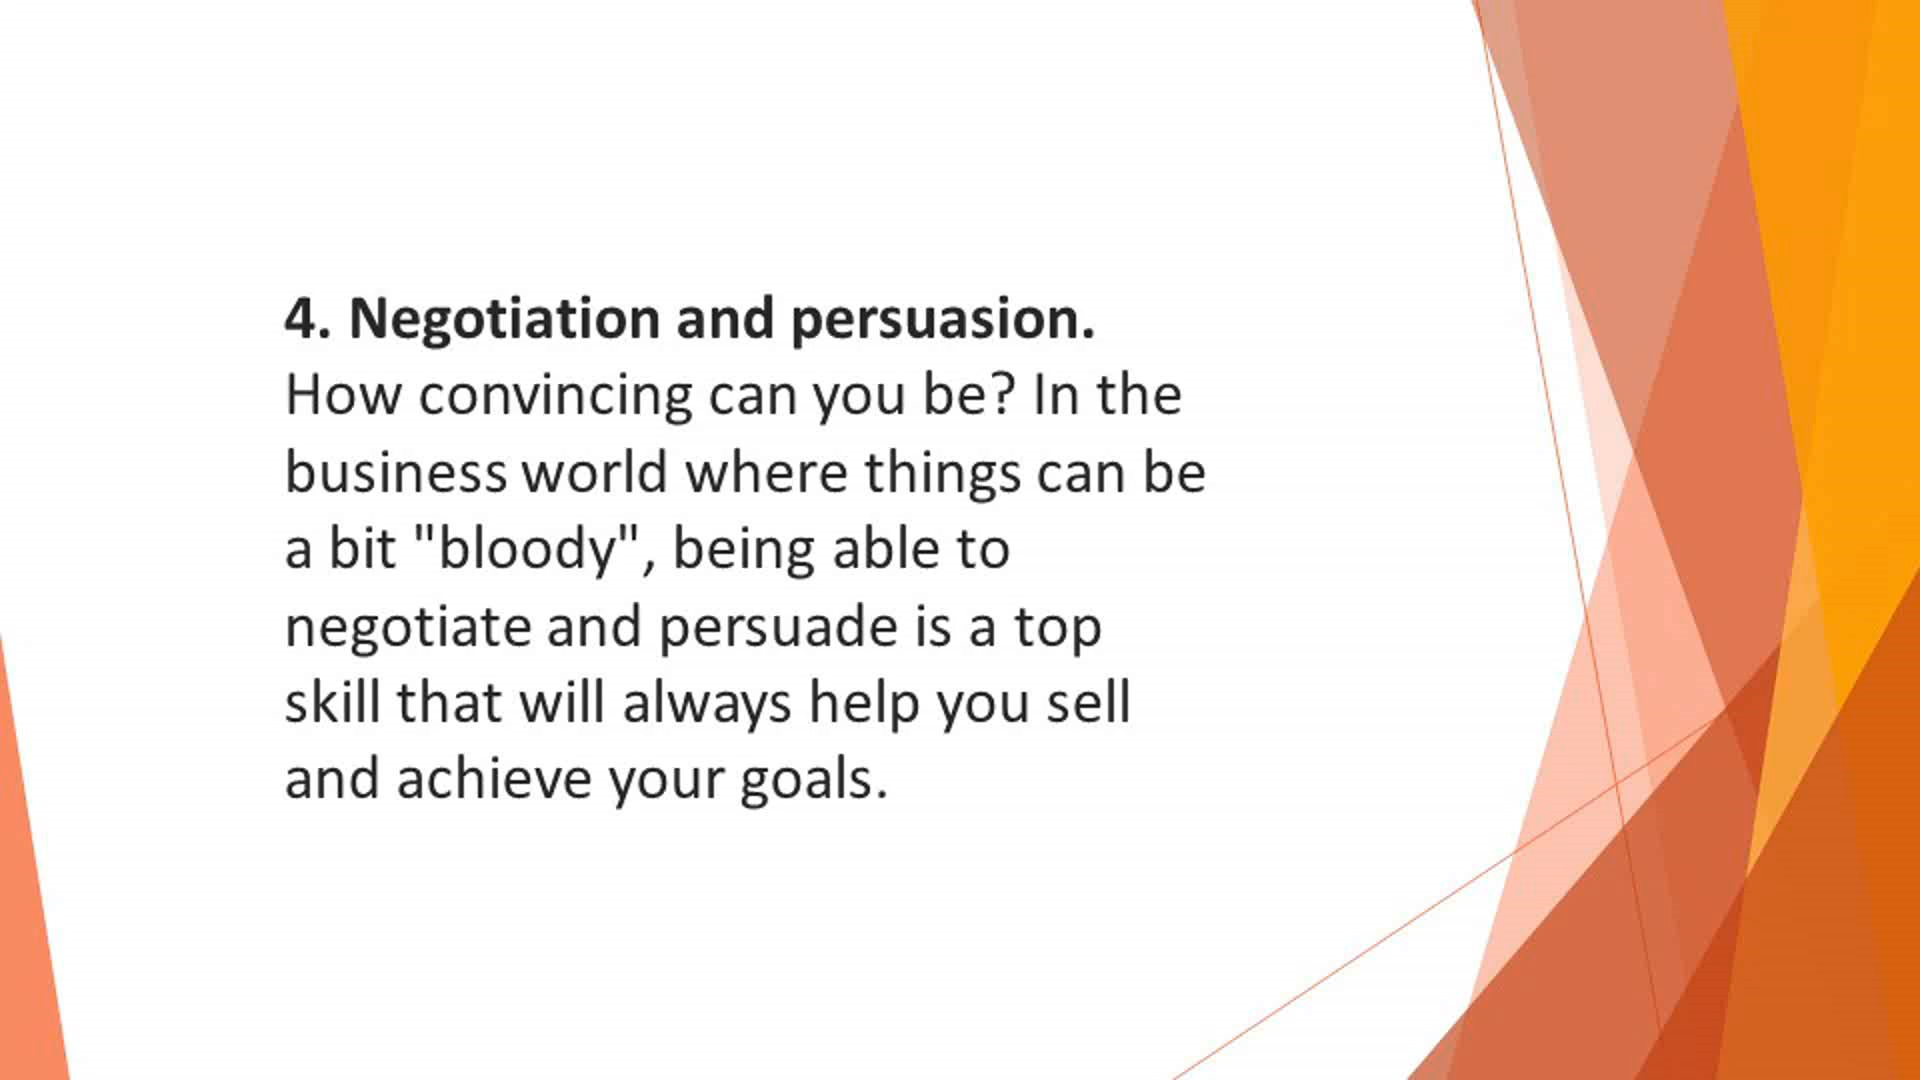 4. Negotiation and persuasion.
How convincing can you be? In the
business world where things can be
a bit "bloody", being able to
negotiate and persuade is a top
skill that will always help you sell
and achieve your goals.